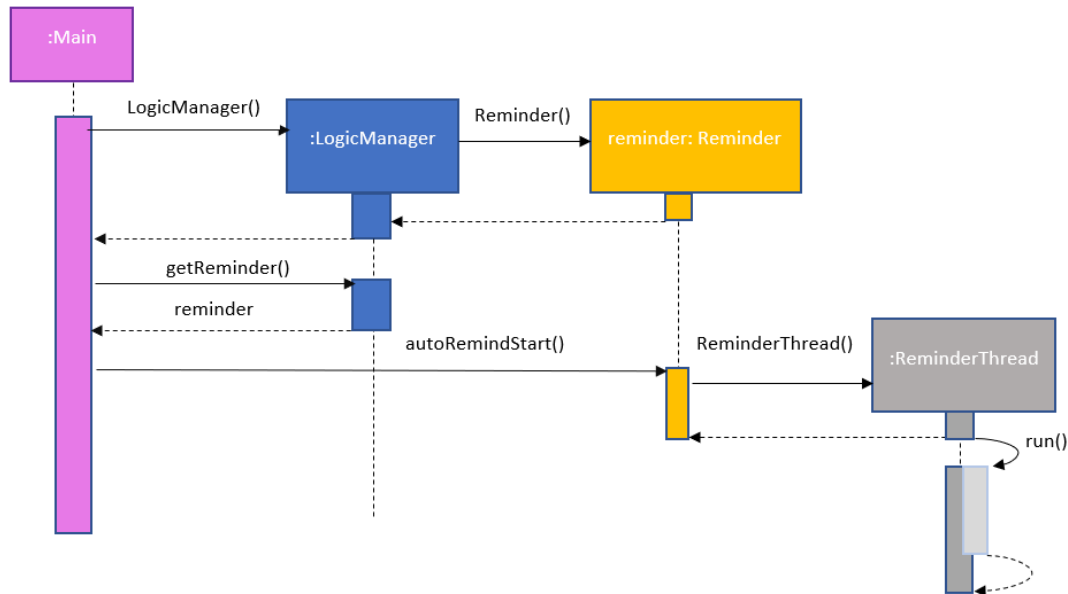 :Main
LogicManager()
:LogicManager
Reminder()
reminder: Reminder
getReminder()
reminder
autoRemindStart()
ReminderThread()
:ReminderThread
run()